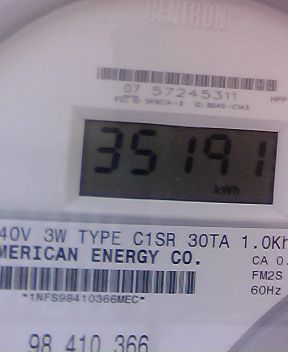 CENTRON
07 57245311
35191
kWh
40V 3W TYPE C1SR 30TA 1.0Kh
MERICAN ENERGY CO.
CA 0.
FM2S
60Hz
*1NFS98410366MEC*
98 410 366